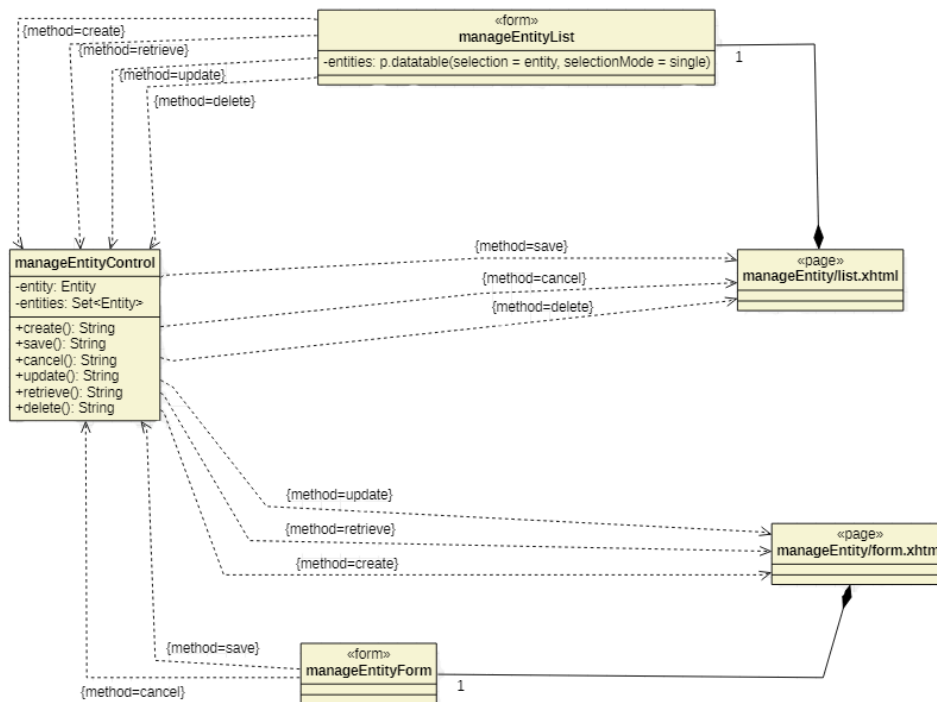 «form»
manageEntityList
-entities: p.datatable(selection = entity, selectionMode = single)
{method=create}
{method=retrieve}
{method=update}
{method=delete}
1
manageEntityControl
-entity: Entity
-entities: Set<Entity>
+create(): String
+save(): String
+cancel(): String
+update(): String
+retrieve(): String
+delete(): String
{method=save}
{method=cancel}
{method=delete}
«page»
manageEntity/list.xhtml
{method=update}
{method=retrieve}
{method=create}
«page»
manageEntity/form.xhtm
{method=save}
{method=cancel}
«form»
manageEntityForm
1